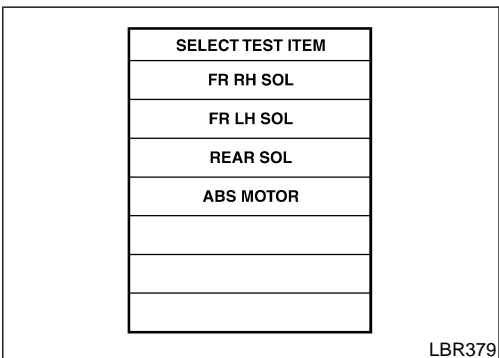 SELECT TEST ITEM
FR RH SOL
FR LH SOL
REAR SOL
ABS MOTOR
LBR379